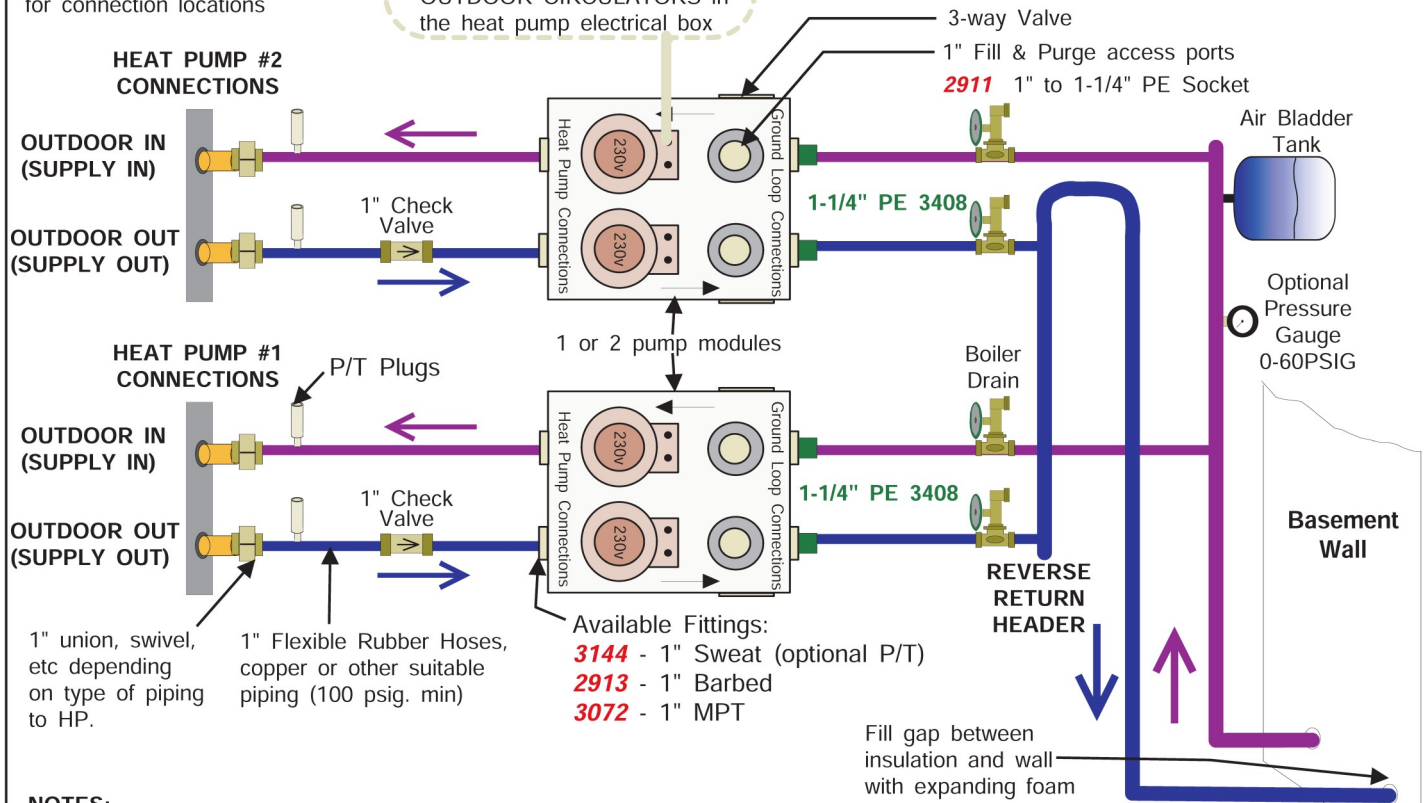 for connection locations
OUTDOOR CIRCULATORS in
the heat pump electrical box
3-way Valve
1" Fill & Purge access ports
2911 1" to 1-1/4" PE Socket
HEAT PUMP #2
CONNECTIONS
OUTDOOR IN
(SUPPLY IN)
OUTDOOR OUT
(SUPPLY OUT)
1" Check
Valve
Heat Pump Connections
230v
230v
Ground Loop Connections
1-1/4" PE 3408
Air Bladder
Tank
Optional
Pressure
Gauge
0-60PSIG
1 or 2 pump modules
HEAT PUMP #1
CONNECTIONS
P/T Plugs
OUTDOOR IN
(SUPPLY IN)
OUTDOOR OUT
(SUPPLY OUT)
1" Check
Valve
Heat Pump Connections
230v
230v
Ground Loop Connections
Boiler
Drain
1-1/4" PE 3408
Basement
Wall
REVERSE
RETURN
HEADER
1" union, swivel,
etc depending
on type of piping
to HP.
1" Flexible Rubber Hoses,
copper or other suitable
piping (100 psig. min)
Available Fittings:
3144 - 1" Sweat (optional P/T)
2913 - 1" Barbed
3072 - 1" MPT
Fill gap between
insulation and wall
with expanding foam
NOTES: